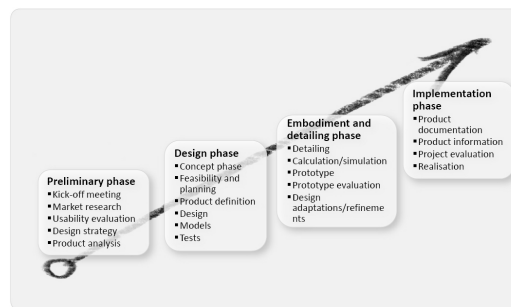 Preliminary phase
▪Kick-off meeting
▪Market research
▪Usability evaluation
▪Design strategy
▪Product analysis
Design phase
▪Concept phase
▪Feasibility and
planning
▪Product definition
▪Design
▪Models
▪Tests
Embodiment and
detailing phase
▪Detailing
▪Calculation/simulation
▪Prototype
▪Prototype evaluation
▪Design
adaptations/refineme
nts
Implementation
phase
▪Product
documentation
▪Product information
▪Project evaluation
▪Realisation